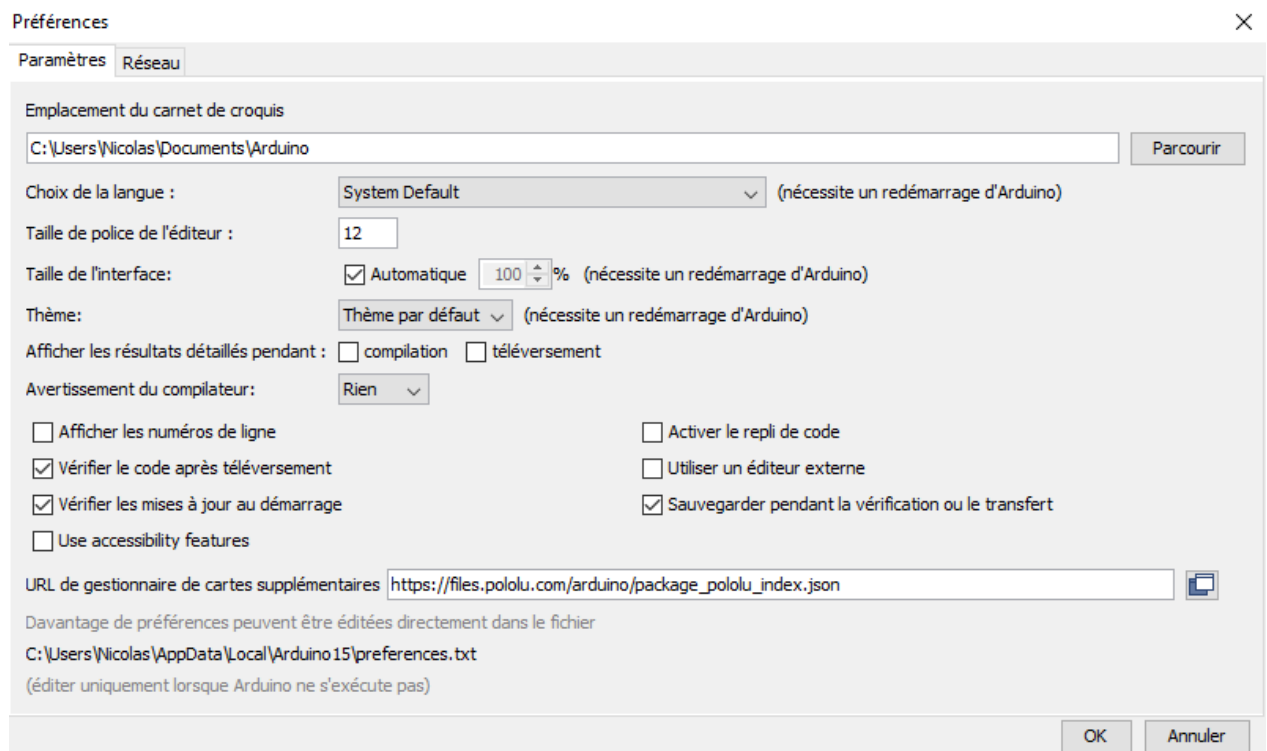 Préférences
Paramètres Réseau
Emplacement du carnet de croquis
C:\Users\Nicolas\Documents\Arduino Parcourir
Choix de la langue : System Default (nécessite un redémarrage d'Arduino)
Taille de police de l'éditeur : 12
Taille de l'interface: Automatique 100 % (nécessite un redémarrage d'Arduino)
Thème: Thème par défaut (nécessite un redémarrage d'Arduino)
Afficher les résultats détaillés pendant : compilation téléversement
Avertissement du compilateur: Rien
Afficher les numéros de ligne Activer le repli de code
Vérifier le code après téléversement Utiliser un éditeur externe
Vérifier les mises à jour au démarrage Sauvegarder pendant la vérification ou le transfert
Use accessibility features
URL de gestionnaire de cartes supplémentaires https://files.pololu.com/arduino/package_pololu_index.json
Davantage de préférences peuvent être éditées directement dans le fichier
C:\Users\Nicolas\AppData\Local\Arduino15\preferences.txt
(éditer uniquement lorsque Arduino ne s'exécute pas)
OK Annuler